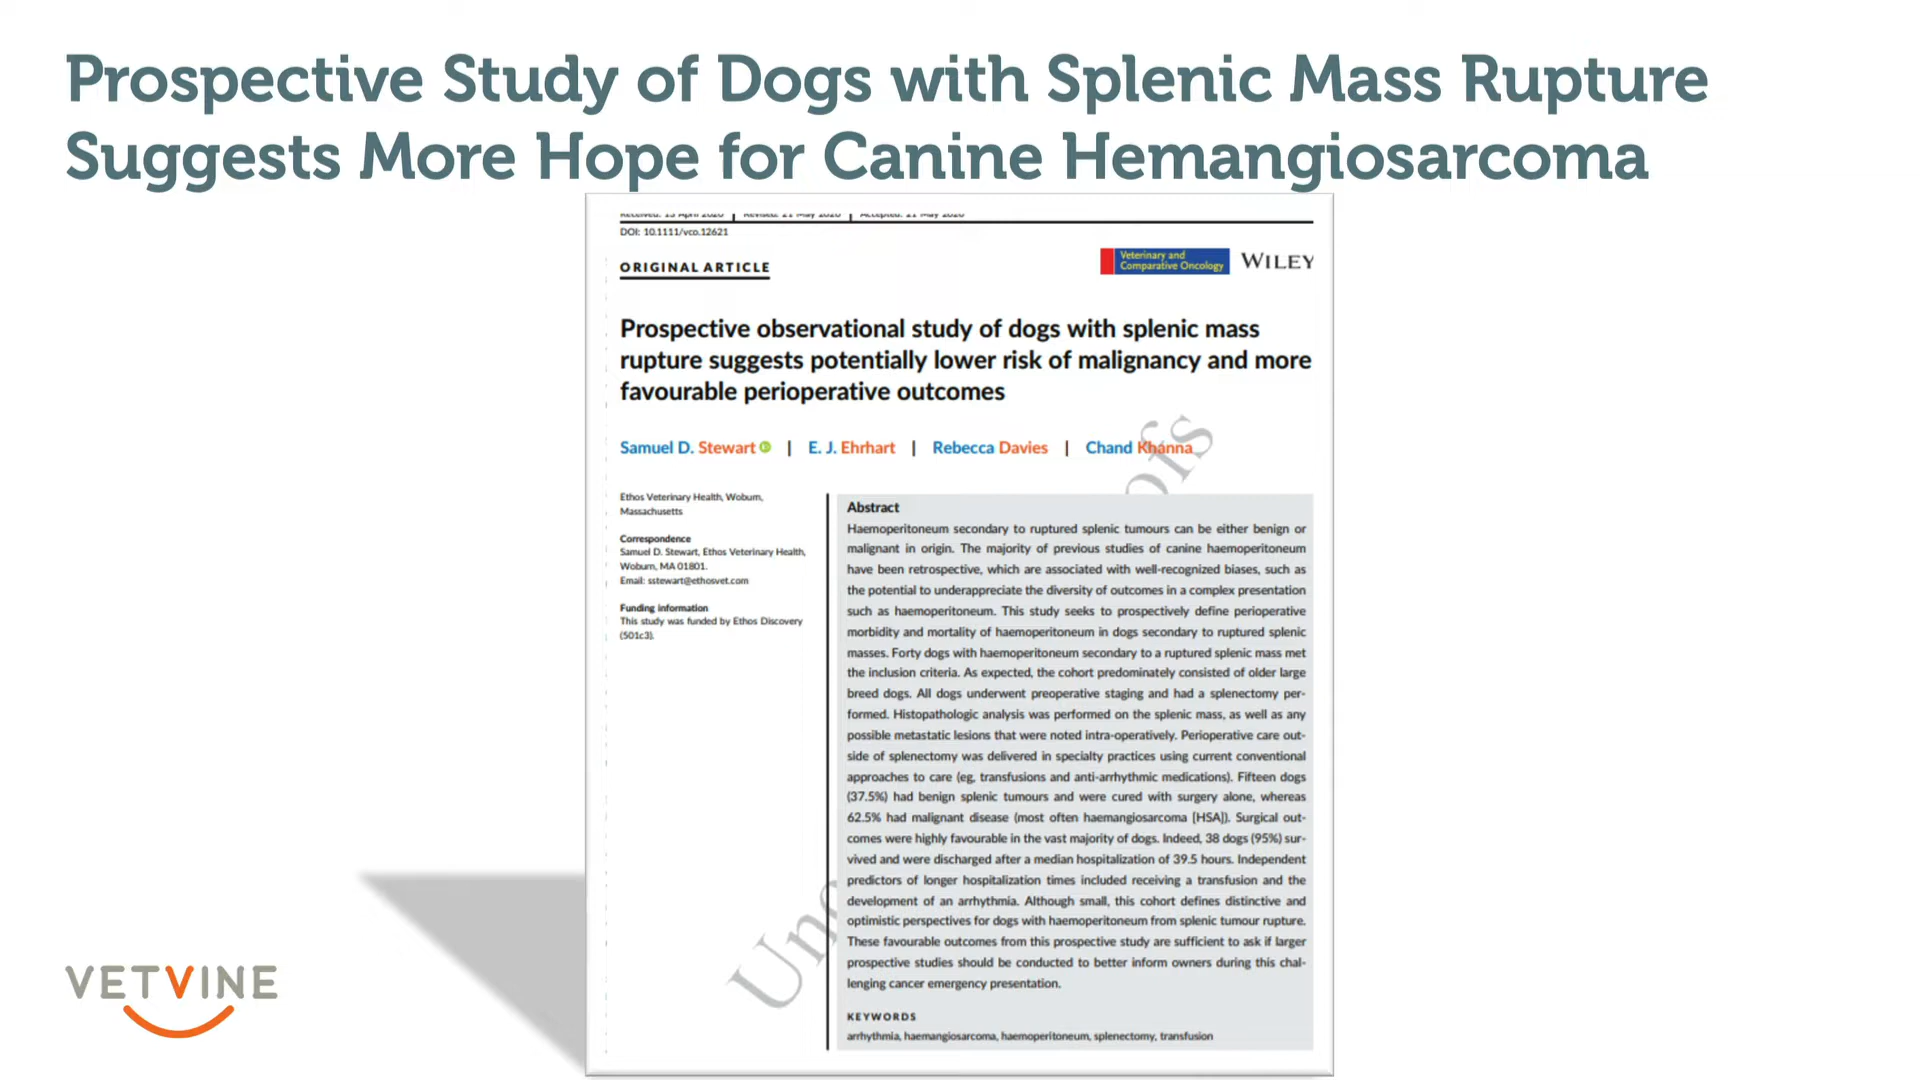 Prospective Study of Dogs with Splenic Mass Rupture
Suggests More Hope for Canine Hemangiosarcoma
Received: 13 April 2020 | Revised: 21 May 2020 | Accepted: 21 May 2020
DOI: 10.1111/vco.12621
ORIGINAL ARTICLE
Veterinary and
Comparative Oncology
WILEY
Prospective observational study of dogs with splenic mass
rupture suggests potentially lower risk of malignancy and more
favourable perioperative outcomes
Samuel D. Stewart | E. J. Ehrhart | Rebecca Davies | Chand Khanna
Ethos Veterinary Health, Woburn,
Massachusetts
Correspondence
Samuel D. Stewart, Ethos Veterinary Health,
Woburn, MA 01801.
Email: sstewart@ethosvet.com
Funding information
This study was funded by Ethos Discovery
(501c3).
Abstract
Haemoperitoneum secondary to ruptured splenic tumours can be either benign or
malignant in origin. The majority of previous studies of canine haemoperitoneum
have been retrospective, which are associated with well-recognized biases, such as
the potential to underappreciate the diversity of outcomes in a complex presentation
such as haemoperitoneum. This study seeks to prospectively define perioperative
morbidity and mortality of haemoperitoneum in dogs secondary to ruptured splenic
masses. Forty dogs with haemoperitoneum secondary to a ruptured splenic mass met
the inclusion criteria. As expected, the cohort predominately consisted of older large
breed dogs. All dogs underwent preoperative staging and had a splenectomy per-
formed. Histopathologic analysis was performed on the splenic mass, as well as any
possible metastatic lesions that were noted intra-operatively. Perioperative care out-
side of splenectomy was delivered in specialty practices using current conventional
approaches to care (eg, transfusions and anti-arrhythmic medications). Fifteen dogs
(37.5%) had benign splenic tumours and were cured with surgery alone, whereas
62.5% had malignant disease (most often haemangiosarcoma [HSA]). Surgical out-
comes were highly favourable in the vast majority of dogs. Indeed, 38 dogs (95%) sur-
vived and were discharged after a median hospitalization of 39.5 hours. Independent
predictors of longer hospitalization times included receiving a transfusion and the
development of an arrhythmia. Although small, this cohort defines distinctive and
optimistic perspectives for dogs with haemoperitoneum from splenic tumour rupture.
These favourable outcomes from this prospective study are sufficient to ask if larger
prospective studies should be conducted to better inform owners during this chal-
lenging cancer emergency presentation.
KEYWORDS
arrhythmia, haemangiosarcoma, haemoperitoneum, splenectomy, transfusion
VETVINE